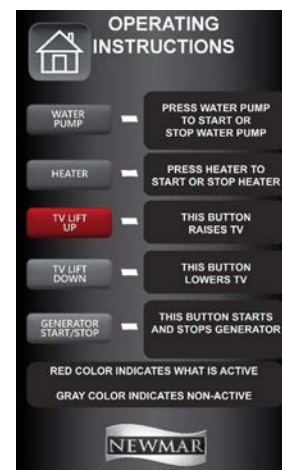 OPERATING
INSTRUCTIONS
WATER
PUMP
PRESS WATER PUMP
TO START OR
STOP WATER PUMP
HEATER
PRESS HEATER TO
START OR STOP HEATER
TV LIFT
UP
THIS BUTTON
RAISES TV
TV LIFT
DOWN
THIS BUTTON
LOWERS TV
GENERATOR
START/STOP
THIS BUTTON STARTS
AND STOPS GENERATOR
RED COLOR INDICATES WHAT IS ACTIVE
GRAY COLOR INDICATES NON-ACTIVE
NEWMAR